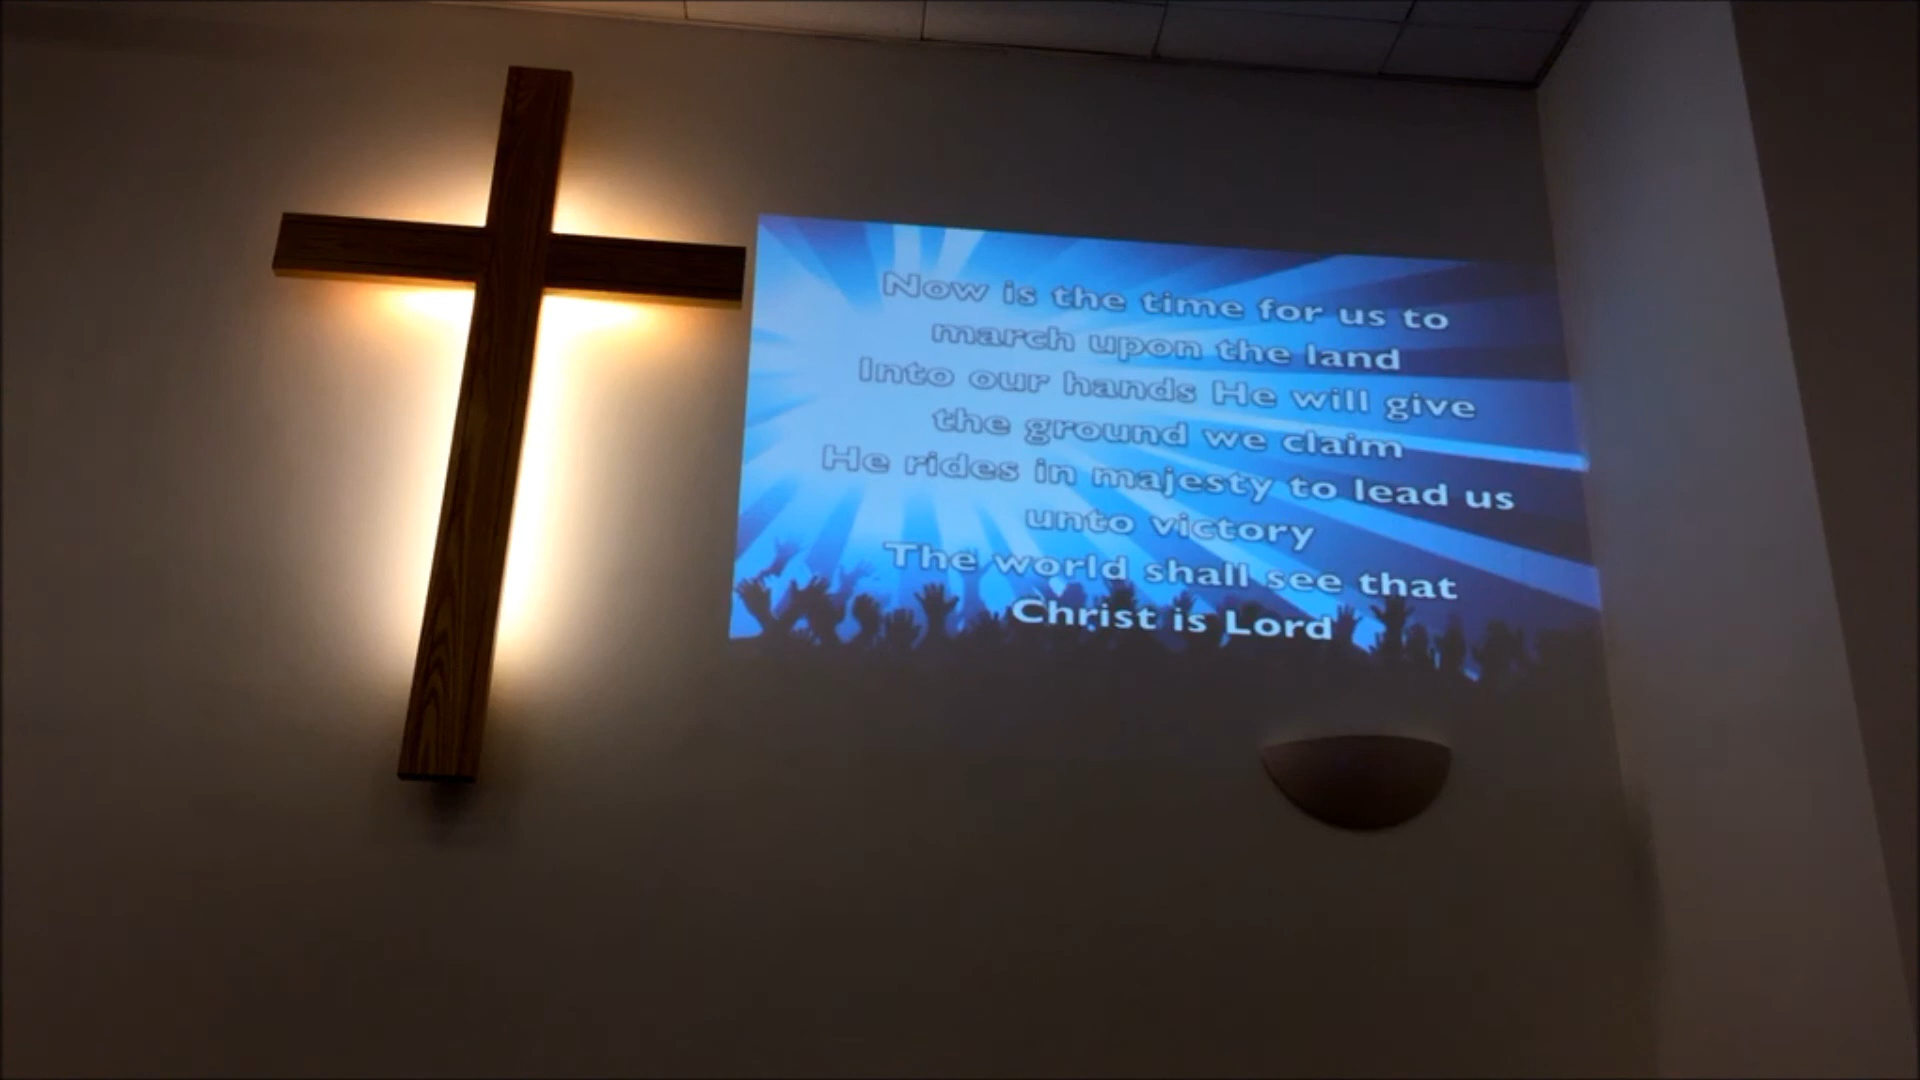 Now is the time for us to
march upon the land
Into our hands He will give
the ground we claim
He rides in majesty to lead us
unto victory
The world shall see that
Christ is Lord